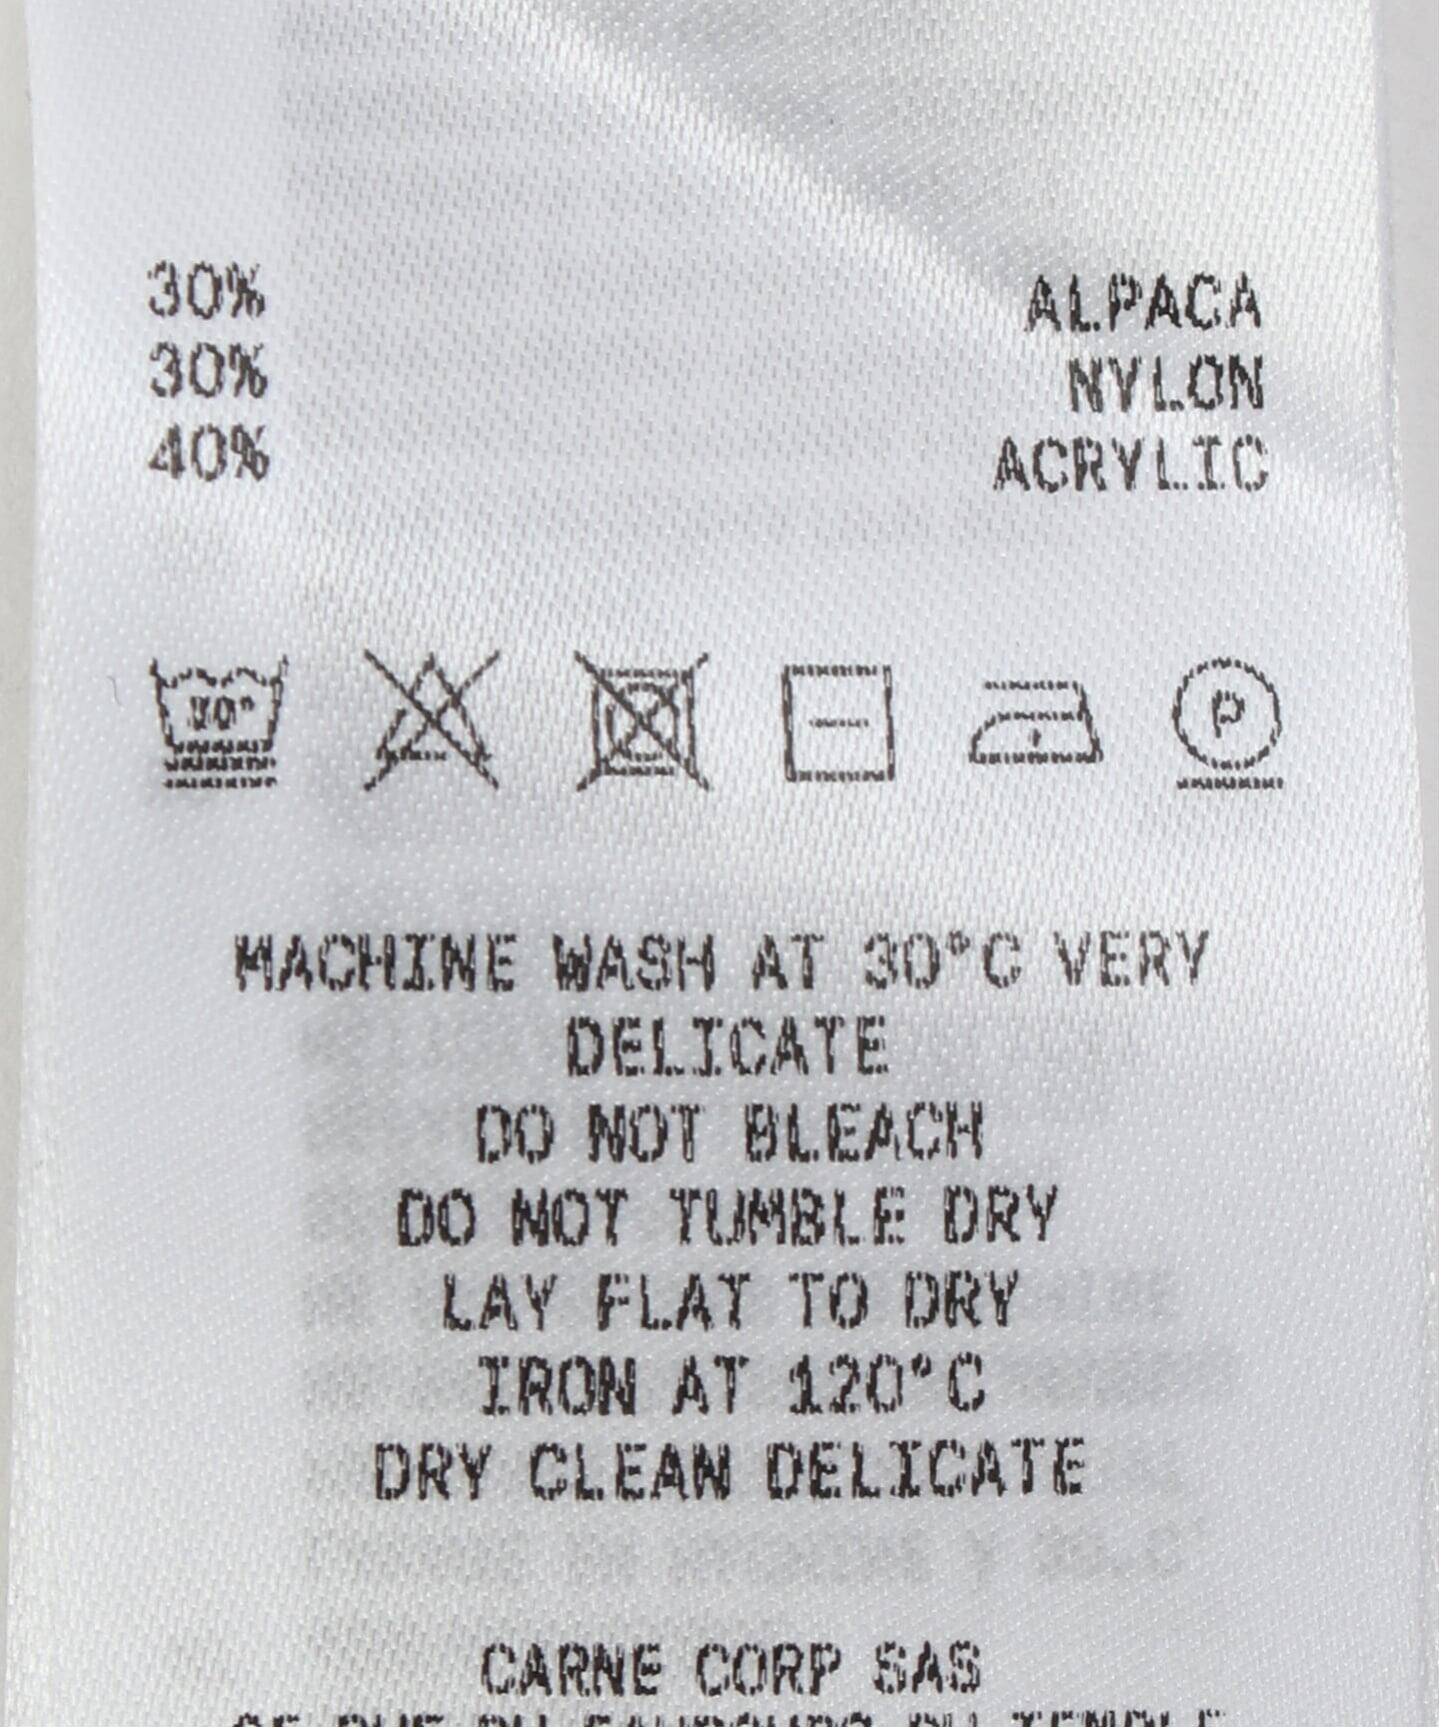 30% ALPACA
30% NYLON
40% ACRYLIC
30° P
MACHINE WASH AT 30°C VERY
DELICATE
DO NOT BLEACH
DO NOT TUMBLE DRY
LAY FLAT TO DRY
IRON AT 120°C
DRY CLEAN DELICATE
CARNE CORP SAS